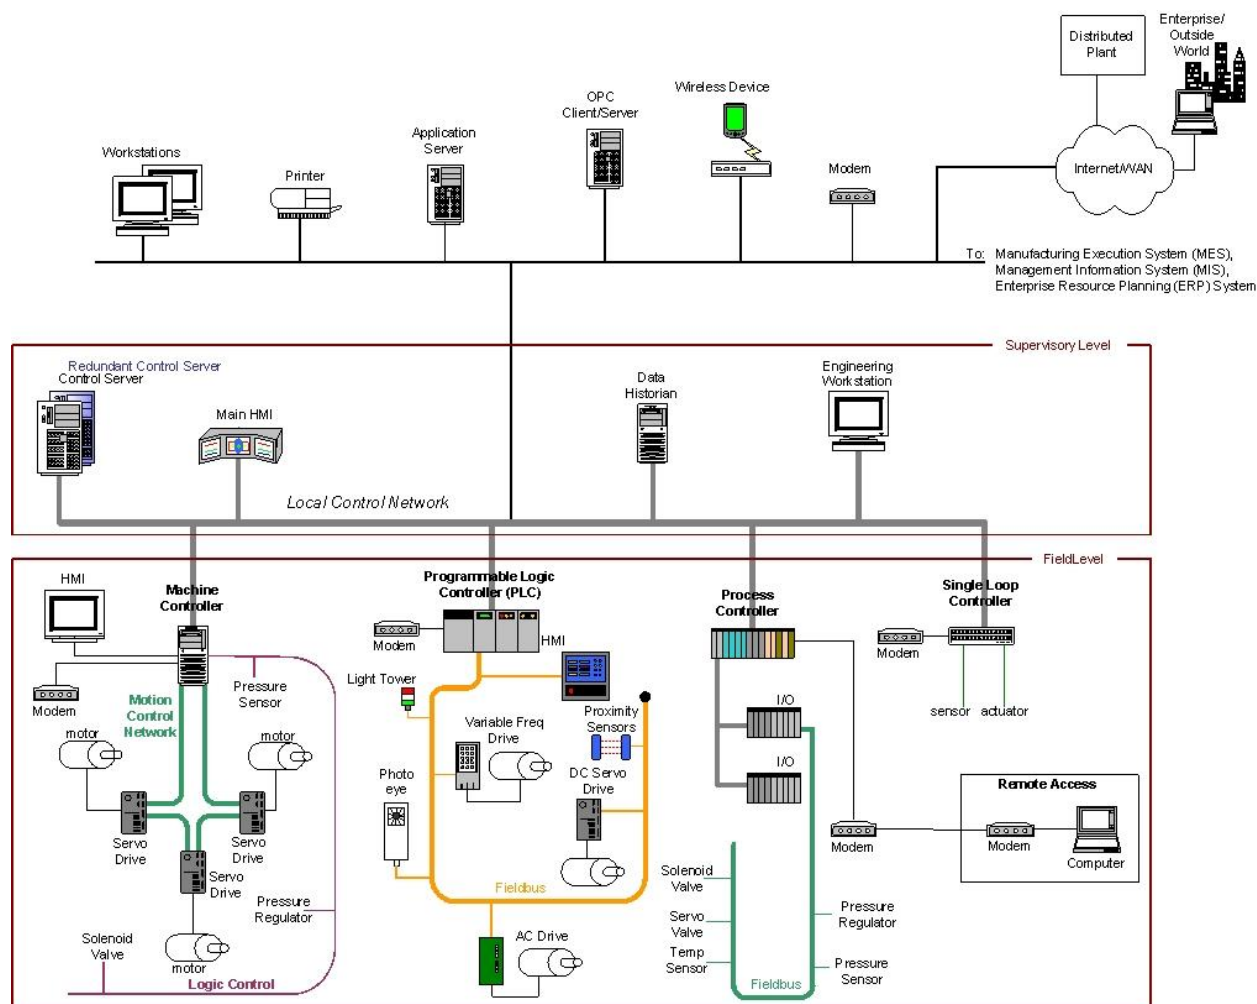 Enterprise/
Outside
World
Distributed
Plant
Internet/WAN
Wireless Device
OPC
Client/Server
Application
Server
Workstations
Printer
Modem
To: Manufacturing Execution System (MES),
Management Information System (MIS),
Enterprise Resource Planning (ERP) System
Supervisory Level
Redundant Control Server
Control Server
Main HMI
Data
Historian
Engineering
Workstation
Local Control Network
FieldLevel
HMI
Machine
Controller
Programmable Logic
Controller (PLC)
Process
Controller
Single Loop
Controller
Modem
HMI
Modem
Modem
Pressure
Sensor
Motion
Control
Network
motor
motor
Servo
Drive
Servo
Drive
Servo
Drive
motor
Pressure
Regulator
Solenoid
Valve
Logic Control
Light Tower
Variable Freq
Drive
Proximity
Sensors
Photo
eye
DC Servo
Drive
Fieldbus
AC Drive
I/O
I/O
sensor
actuator
Modem
Remote Access
Modem
Computer
Solenoid
Valve
Servo
Valve
Temp
Sensor
Pressure
Regulator
Pressure
Sensor
Fieldbus